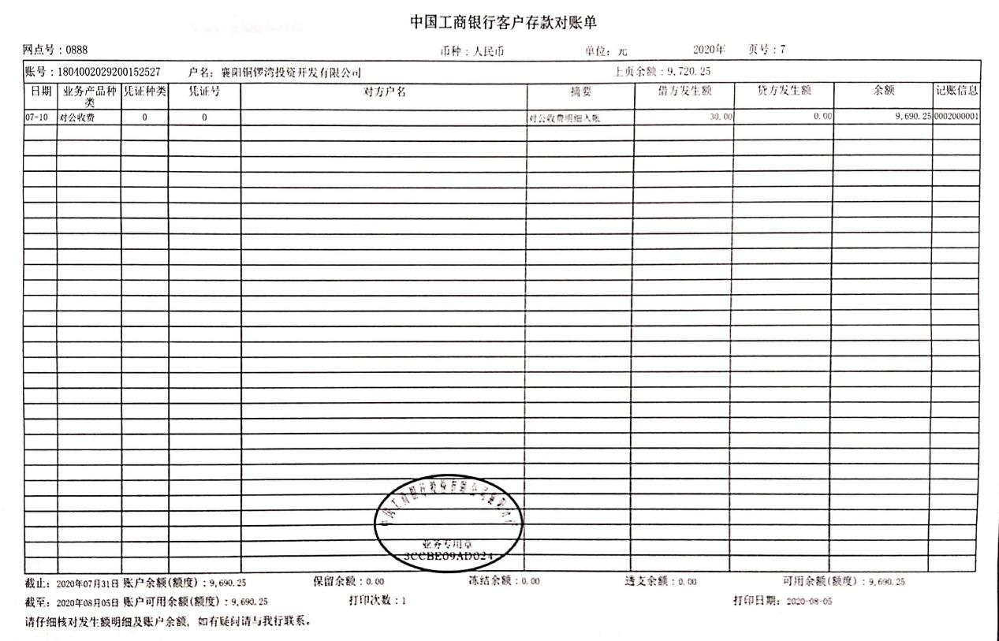 中国工商银行客户存款对账单
网点号：0888 币种：人民币 单位：元 2020年 页号：7
账号：1804002029200152527 户名：襄阳铜锣湾投资开发有限公司 上页余额：9,720.25
日期 业务产品种类 凭证种类 凭证号 对方户名 摘要 借方发生额 贷方发生额 余额 记账信息
07-10 对公收费 0 0 对公收费明细入账 30.00 0.00 9,690.25 0002000001
中国工商银行股份有限公司
业务专用章
3CCBE09AD024
截止：2020年07月31日 账户余额(额度)：9,690.25 保留余额：0.00 冻结余额：0.00 透支余额：0.00 可用余额(额度)：9,690.25
截至：2020年08月05日 账户可用余额(额度)：9,690.25 打印次数：1 打印日期：2020-08-05
请仔细核对发生额明细及账户余额，如有疑问请与我行联系。